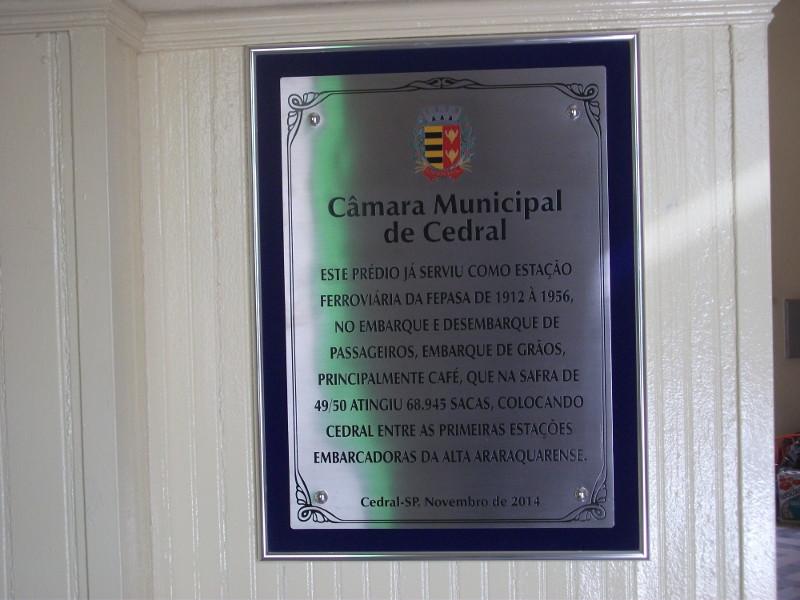 Câmara Municipal
de Cedral
ESTE PRÉDIO JÁ SERVIU COMO ESTAÇÃO
FERROVIÁRIA DA FEPASA DE 1912 À 1956,
NO EMBARQUE E DESEMBARQUE DE
PASSAGEIROS, EMBARQUE DE GRÃOS,
PRINCIPALMENTE CAFÉ, QUE NA SAFRA DE
49/50 ATINGIU 68.945 SACAS, COLOCANDO
CEDRAL ENTRE AS PRIMEIRAS ESTAÇÕES
EMBARCADORAS DA ALTA ARARAQUARENSE.
Cedral-SP. Novembro de 2014